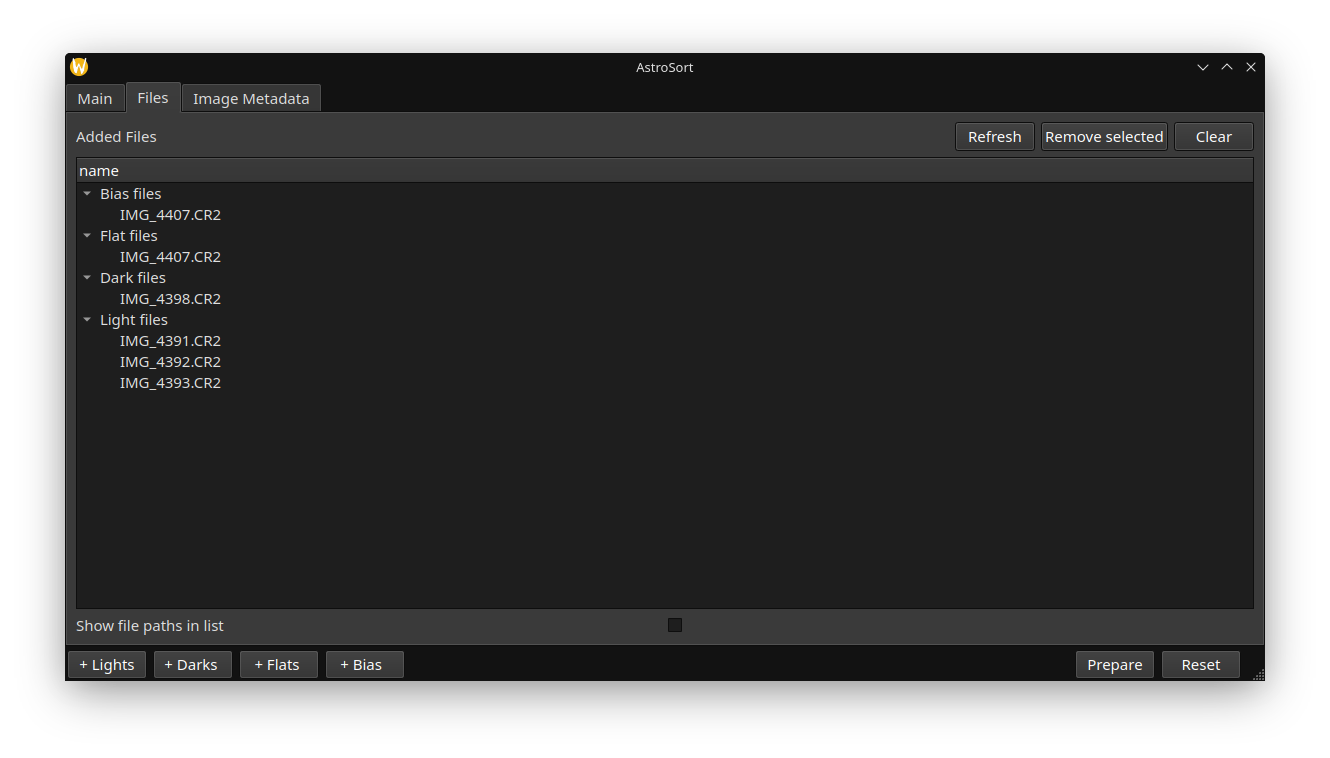 AstroSort
Main Files Image Metadata
Added Files Refresh Remove selected Clear
name
Bias files
IMG_4407.CR2
Flat files
IMG_4407.CR2
Dark files
IMG_4398.CR2
Light files
IMG_4391.CR2
IMG_4392.CR2
IMG_4393.CR2
Show file paths in list
+ Lights + Darks + Flats + Bias Prepare Reset